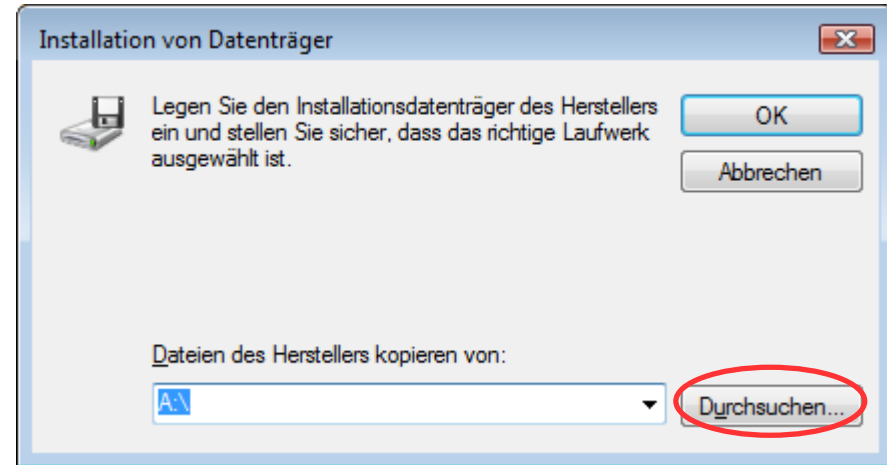 Installation von Datenträger
Legen Sie den Installationsdatenträger des Herstellers
ein und stellen Sie sicher, dass das richtige Laufwerk
ausgewählt ist.
OK
Abbrechen
Dateien des Herstellers kopieren von:
A:\
Durchsuchen...